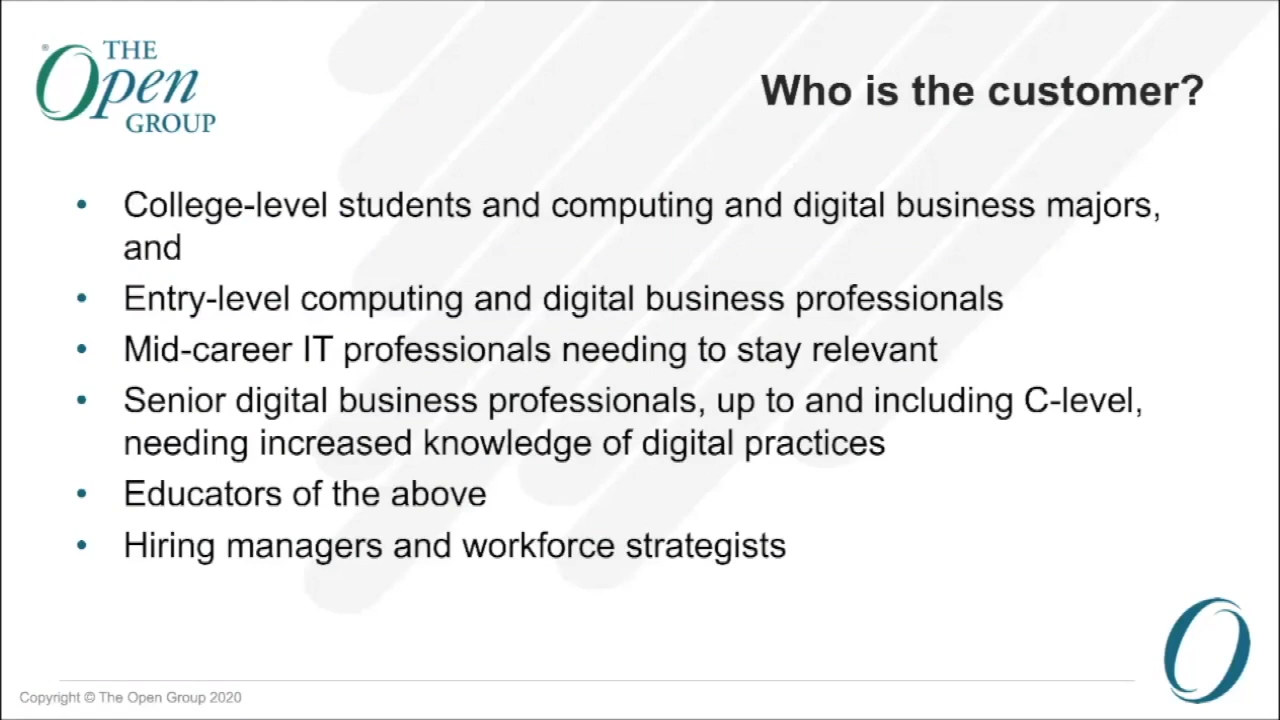 THE
Open
GROUP
®
Who is the customer?
• College-level students and computing and digital business majors,
and
• Entry-level computing and digital business professionals
• Mid-career IT professionals needing to stay relevant
• Senior digital business professionals, up to and including C-level,
needing increased knowledge of digital practices
• Educators of the above
• Hiring managers and workforce strategists
Copyright © The Open Group 2020